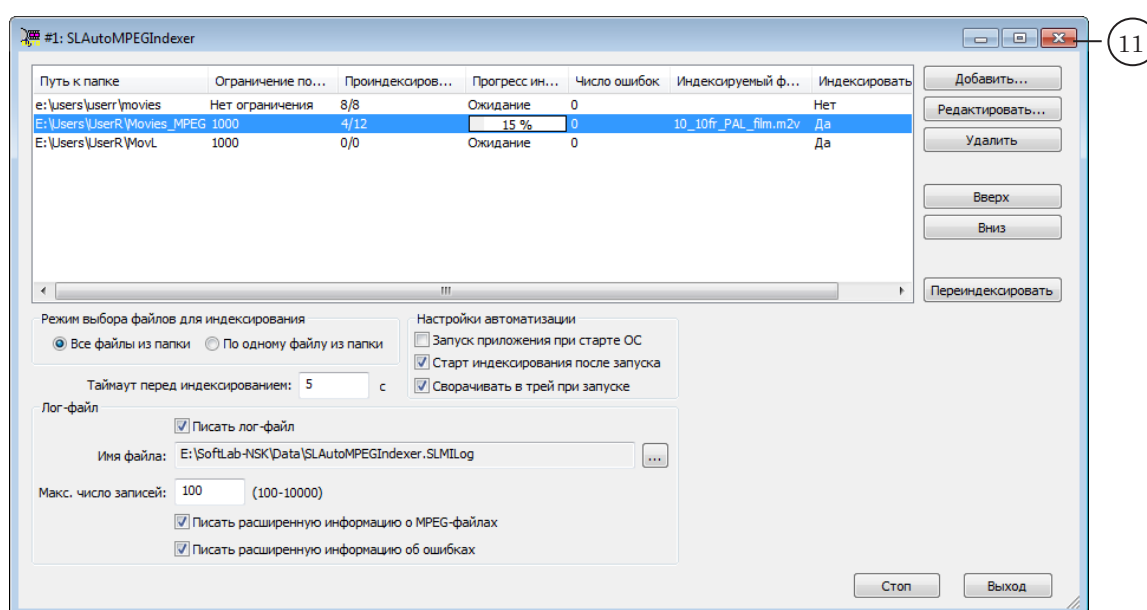 #1: SLAutoMPEGIndexer
11
Путь к папке Ограничение по... Проиндексиров... Прогресс ин... Число ошибок Индексируемый ф... Индексировать
e:\users\userr\movies Нет ограничения 8/8 Ожидание 0 Нет
E:\Users\UserR\Movies_MPEG 1000 4/12 15 % 0 10_10fr_PAL_film.m2v Да
E:\Users\UserR\MovL 1000 0/0 Ожидание 0 Да
Добавить...
Редактировать...
Удалить
Вверх
Вниз
Переиндексировать
Режим выбора файлов для индексирования
Все файлы из папки По одному файлу из папки
Таймаут перед индексированием: 5 с
Настройки автоматизации
Запуск приложения при старте ОС
Старт индексирования после запуска
Сворачивать в трей при запуске
Лог-файл
Писать лог-файл
Имя файла: E:\SoftLab-NSK\Data\SLAutoMPEGIndexer.SLMILog ...
Макс. число записей: 100 (100-10000)
Писать расширенную информацию о MPEG-файлах
Писать расширенную информацию об ошибках
Стоп Выход